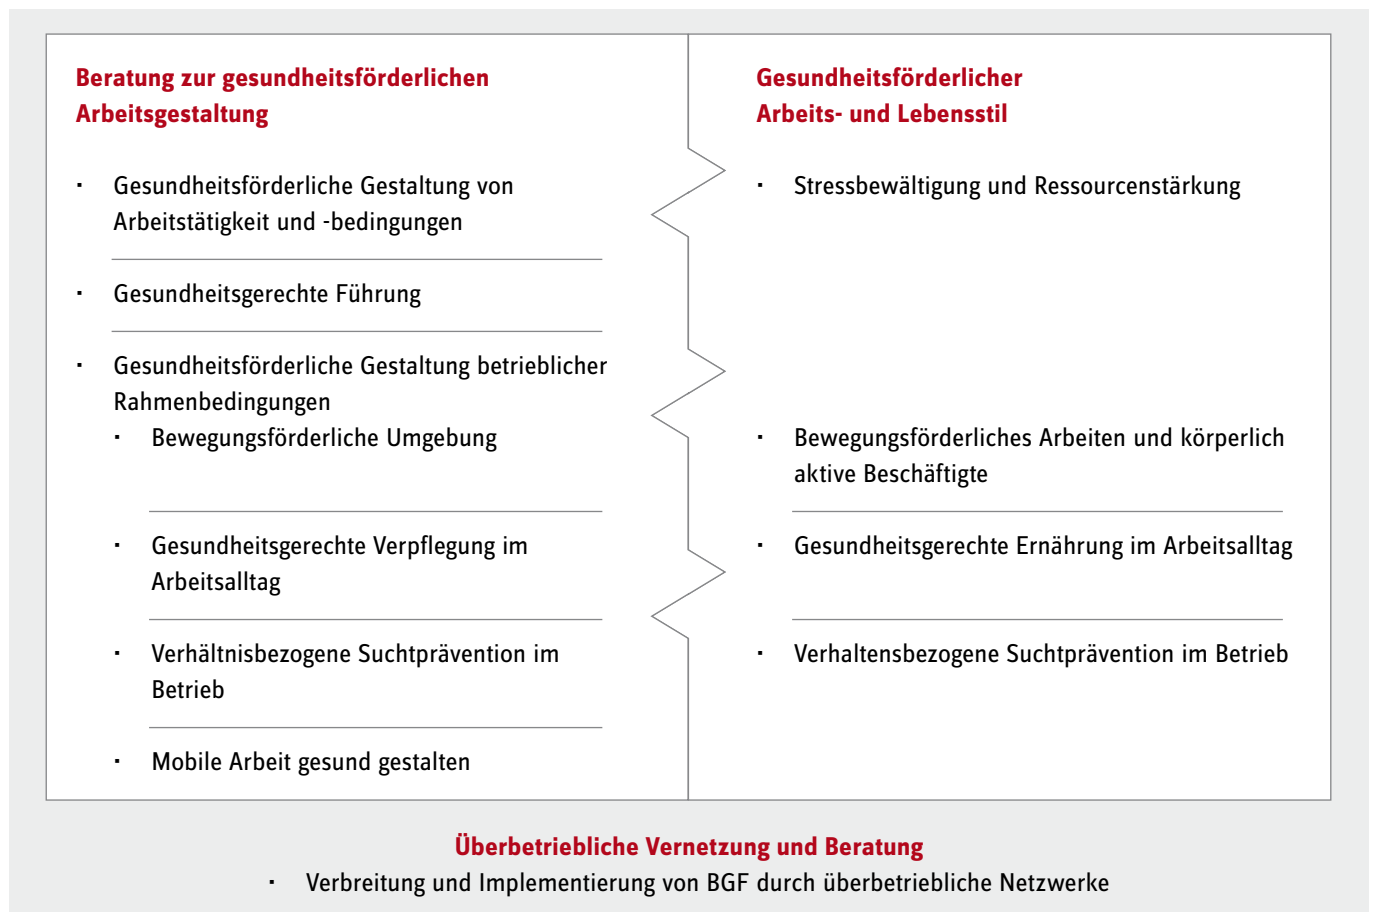 Beratung zur gesundheitsförderlichen
Arbeitsgestaltung
· Gesundheitsförderliche Gestaltung von
Arbeitstätigkeit und -bedingungen
· Gesundheitsgerechte Führung
· Gesundheitsförderliche Gestaltung betrieblicher
Rahmenbedingungen
· Bewegungsförderliche Umgebung
· Gesundheitsgerechte Verpflegung im
Arbeitsalltag
· Verhältnisbezogene Suchtprävention im
Betrieb
· Mobile Arbeit gesund gestalten
Gesundheitsförderlicher
Arbeits- und Lebensstil
· Stressbewältigung und Ressourcenstärkung
· Bewegungsförderliches Arbeiten und körperlich
aktive Beschäftigte
· Gesundheitsgerechte Ernährung im Arbeitsalltag
· Verhaltensbezogene Suchtprävention im Betrieb
Überbetriebliche Vernetzung und Beratung
· Verbreitung und Implementierung von BGF durch überbetriebliche Netzwerke